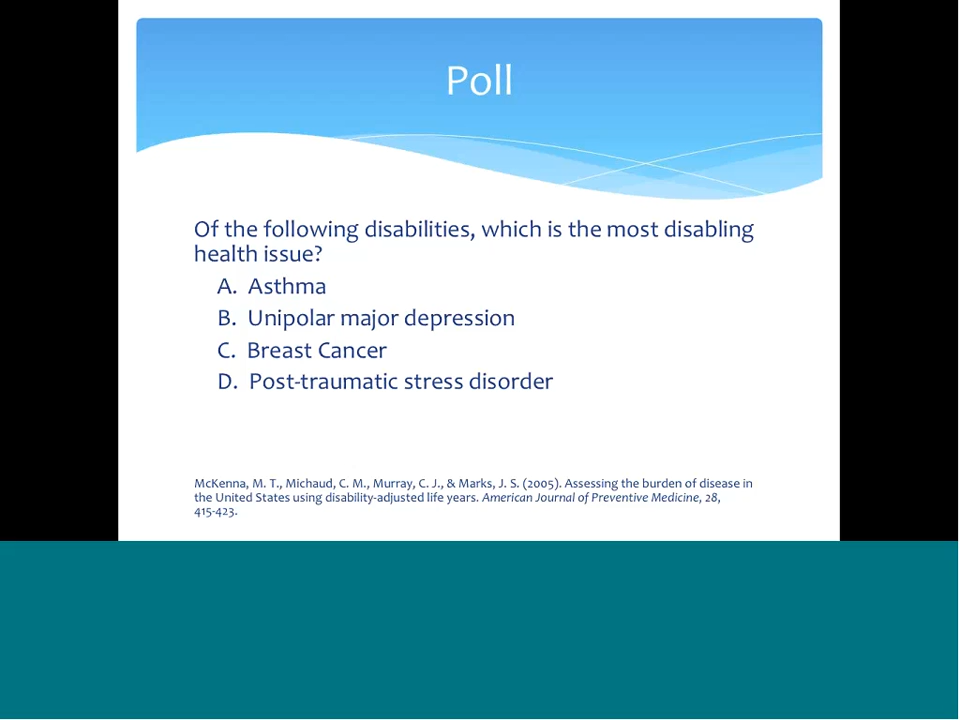 Poll
Of the following disabilities, which is the most disabling
health issue?
A. Asthma
B. Unipolar major depression
C. Breast Cancer
D. Post-traumatic stress disorder
McKenna, M. T., Michaud, C. M., Murray, C. J., & Marks, J. S. (2005). Assessing the burden of disease in
the United States using disability-adjusted life years. American Journal of Preventive Medicine, 28,
415-423.